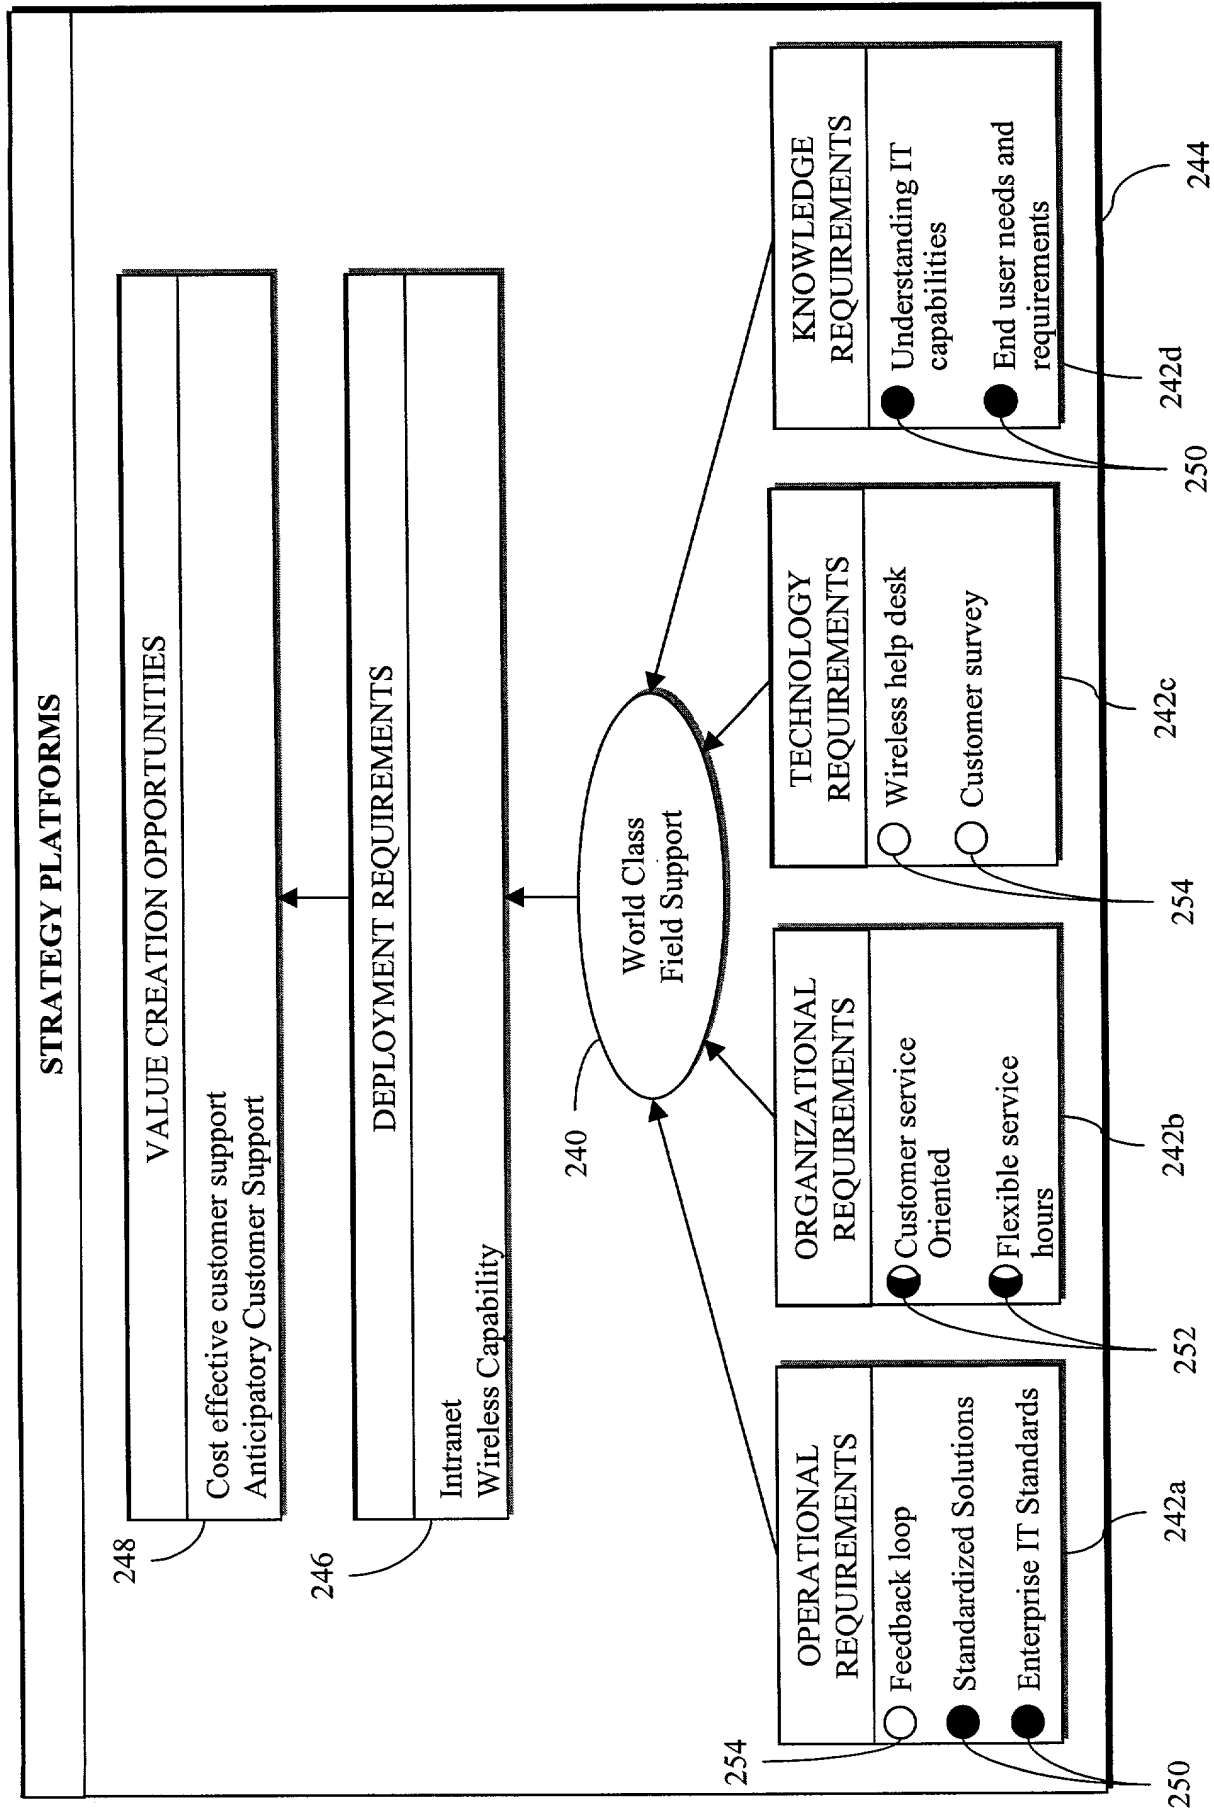 STRATEGY PLATFORMS
248
VALUE CREATION OPPORTUNITIES
Cost effective customer support
Anticipatory Customer Support
246
DEPLOYMENT REQUIREMENTS
Intranet
Wireless Capability
240
World Class
Field Support
254
OPERATIONAL
REQUIREMENTS
Feedback loop
Standardized Solutions
Enterprise IT Standards
250
242a
ORGANIZATIONAL
REQUIREMENTS
Customer service
Oriented
Flexible service
hours
252
242b
TECHNOLOGY
REQUIREMENTS
Wireless help desk
Customer survey
254
242c
KNOWLEDGE
REQUIREMENTS
Understanding IT
capabilities
End user needs and
requirements
250
242d
244